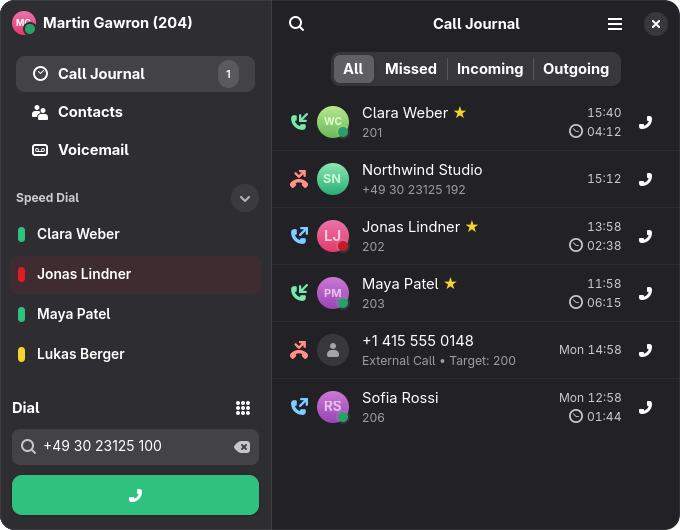 MG Martin Gawron (204)
Call Journal 1
Contacts
Voicemail
Speed Dial
Clara Weber
Jonas Lindner
Maya Patel
Lukas Berger
Dial
+49 30 23125 100
Call Journal
All Missed Incoming Outgoing
WC Clara Weber 15:40
201 04:12
SN Northwind Studio 15:12
+49 30 23125 192
LJ Jonas Lindner 13:58
202 02:38
PM Maya Patel 11:58
203 06:15
+1 415 555 0148 Mon 14:58
External Call • Target: 200
RS Sofia Rossi Mon 12:58
206 01:44